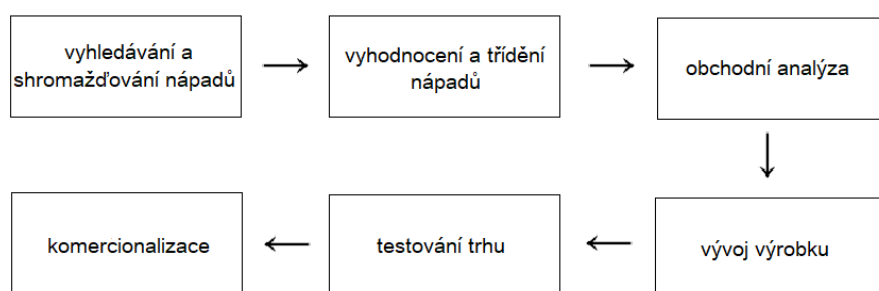 vyhledávání a
shromažďování nápadů
vyhodnocení a třídění
nápadů
obchodní analýza
vývoj výrobku
testování trhu
komercionalizace